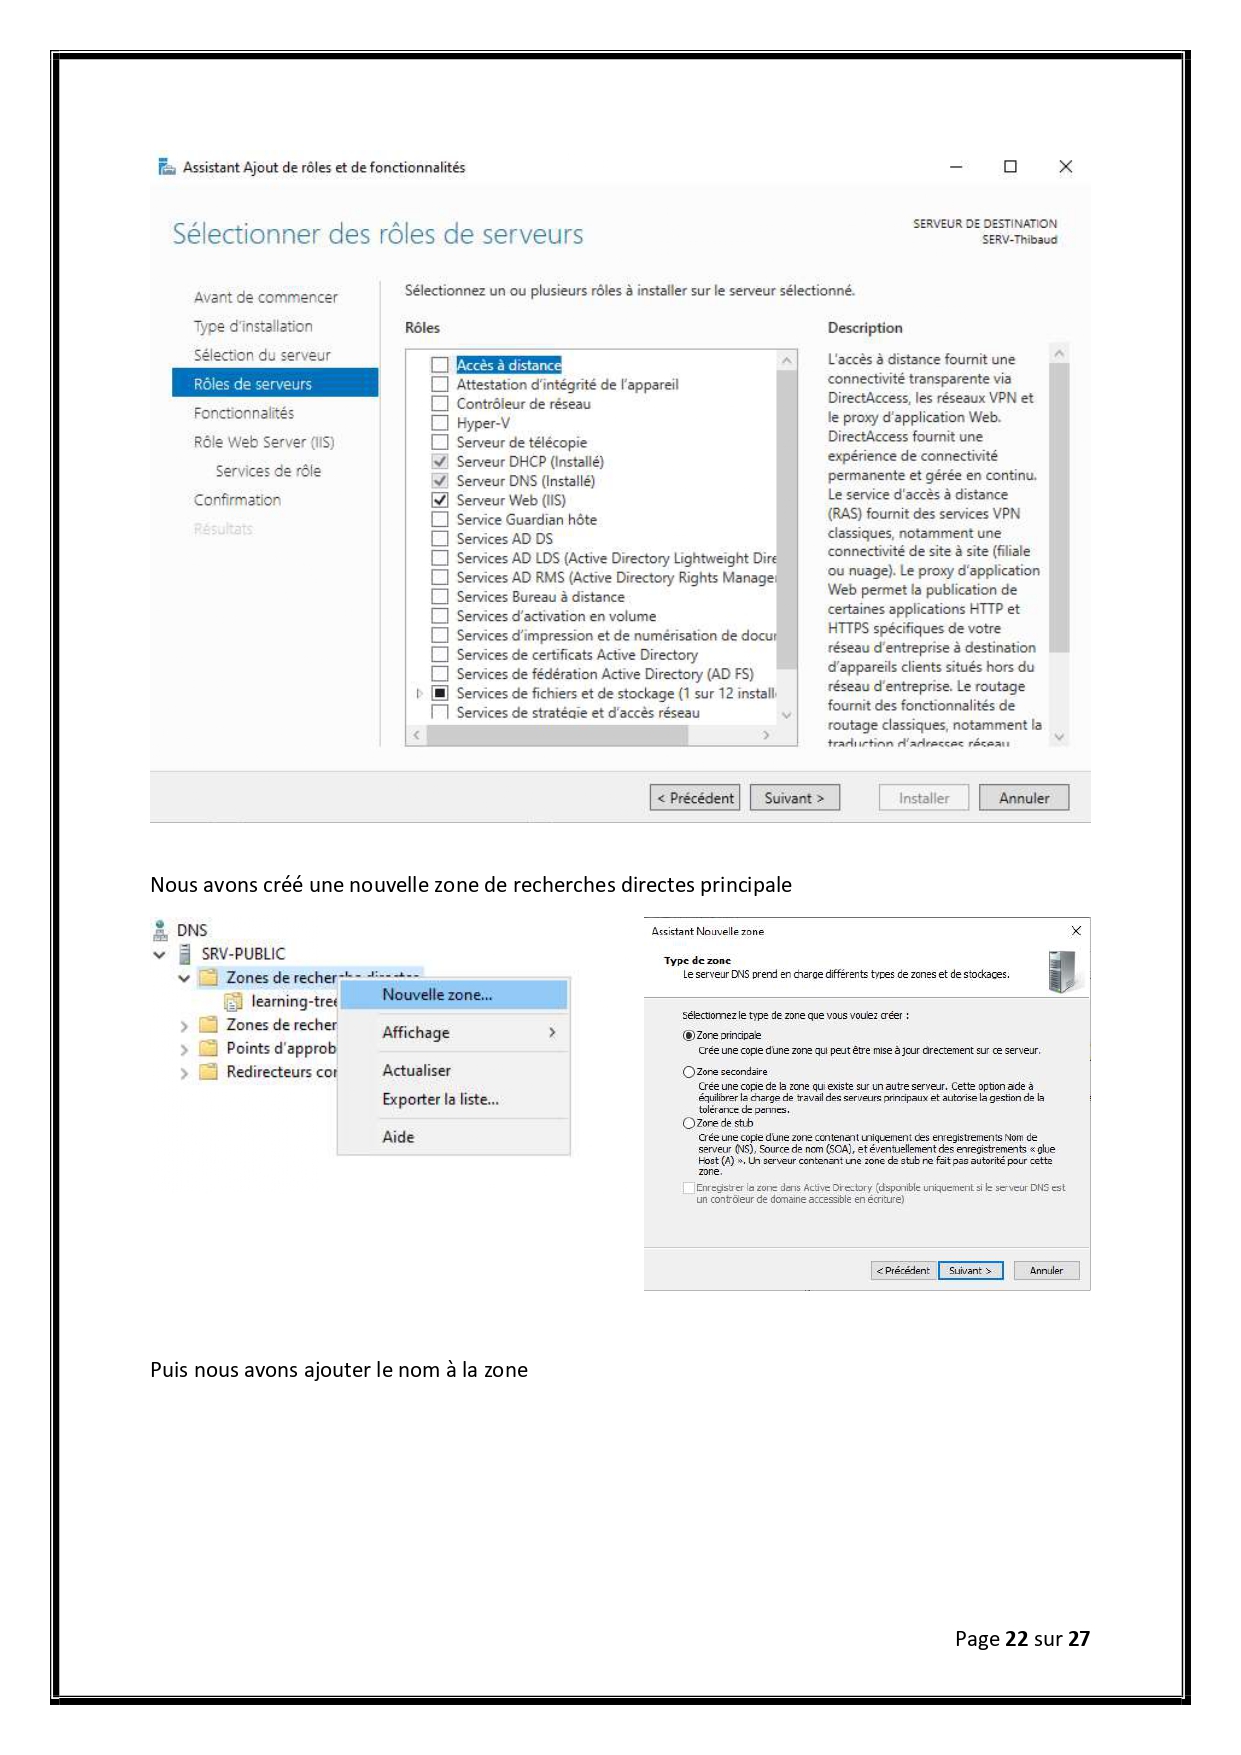 Assistant Ajout de rôles et de fonctionnalités
Sélectionner des rôles de serveurs
SERVEUR DE DESTINATION
SERV-Thibaud
Avant de commencer
Type d'installation
Sélection du serveur
Rôles de serveurs
Fonctionnalités
Rôle Web Server (IIS)
Services de rôle
Confirmation
Résultats
Sélectionnez un ou plusieurs rôles à installer sur le serveur sélectionné.
Rôles
Accès à distance
Attestation d'intégrité de l'appareil
Contrôleur de réseau
Hyper-V
Serveur de télécopie
Serveur DHCP (Installé)
Serveur DNS (Installé)
Serveur Web (IIS)
Service Guardian hôte
Services AD DS
Services AD LDS (Active Directory Lightweight Dire
Services AD RMS (Active Directory Rights Manage
Services Bureau à distance
Services d'activation en volume
Services d'impression et de numérisation de docu
Services de certificats Active Directory
Services de fédération Active Directory (AD FS)
Services de fichiers et de stockage (1 sur 12 install
Services de stratégie et d'accès réseau
Description
L'accès à distance fournit une
connectivité transparente via
DirectAccess, les réseaux VPN et
le proxy d'application Web.
DirectAccess fournit une
expérience de connectivité
permanente et gérée en continu.
Le service d'accès à distance
(RAS) fournit des services VPN
classiques, notamment une
connectivité de site à site (filiale
ou nuage). Le proxy d'application
Web permet la publication de
certaines applications HTTP et
HTTPS spécifiques de votre
réseau d'entreprise à destination
d'appareils clients situés hors du
réseau d'entreprise. Le routage
fournit des fonctionnalités de
routage classiques, notamment la
traduction d'adresses réseau
< Précédent
Suivant >
Installer
Annuler
Nous avons créé une nouvelle zone de recherches directes principale
DNS
SRV-PUBLIC
Zones de recherche directes
learning-tree
Zones de recher
Points d'approb
Redirecteurs cor
Nouvelle zone...
Affichage
Actualiser
Exporter la liste...
Aide
Assistant Nouvelle zone
Type de zone
Le serveur DNS prend en charge différents types de zones et de stockages.
Sélectionnez le type de zone que vous voulez créer :
Zone principale
Crée une copie d'une zone qui peut être mise à jour directement sur ce serveur.
Zone secondaire
Crée une copie de la zone qui existe sur un autre serveur. Cette option aide à
équilibrer la charge de travail des serveurs principaux et autorise la gestion de la
tolérance de pannes.
Zone de stub
Crée une copie d'une zone contenant uniquement des enregistrements Nom de
serveur (NS), Source de nom (SOA), et éventuellement des enregistrements « glue
Host (A) ». Un serveur contenant une zone de stub ne fait pas autorité pour cette
zone.
Enregistrer la zone dans Active Directory (disponible uniquement si le serveur DNS est
un contrôleur de domaine accessible en écriture)
< Précédent
Suivant >
Annuler
Puis nous avons ajouter le nom à la zone
Page 22 sur 27